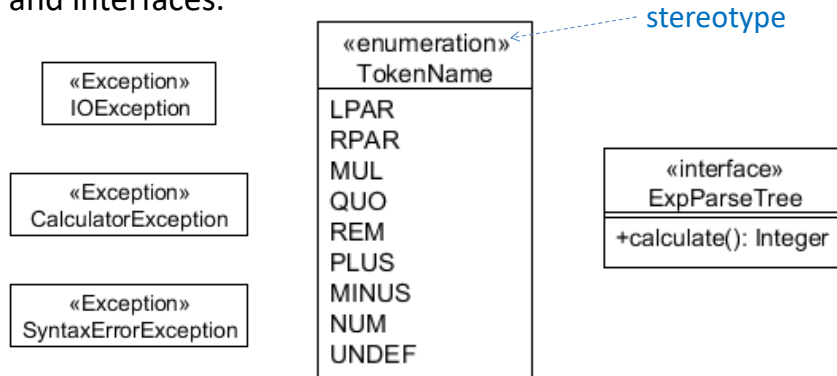 and interfaces.
stereotype
«Exception»
IOException
«Exception»
CalculatorException
«Exception»
SyntaxErrorException
«enumeration»
TokenName
LPAR
RPAR
MUL
QUO
REM
PLUS
MINUS
NUM
UNDEF
«interface»
ExpParseTree
+calculate(): Integer